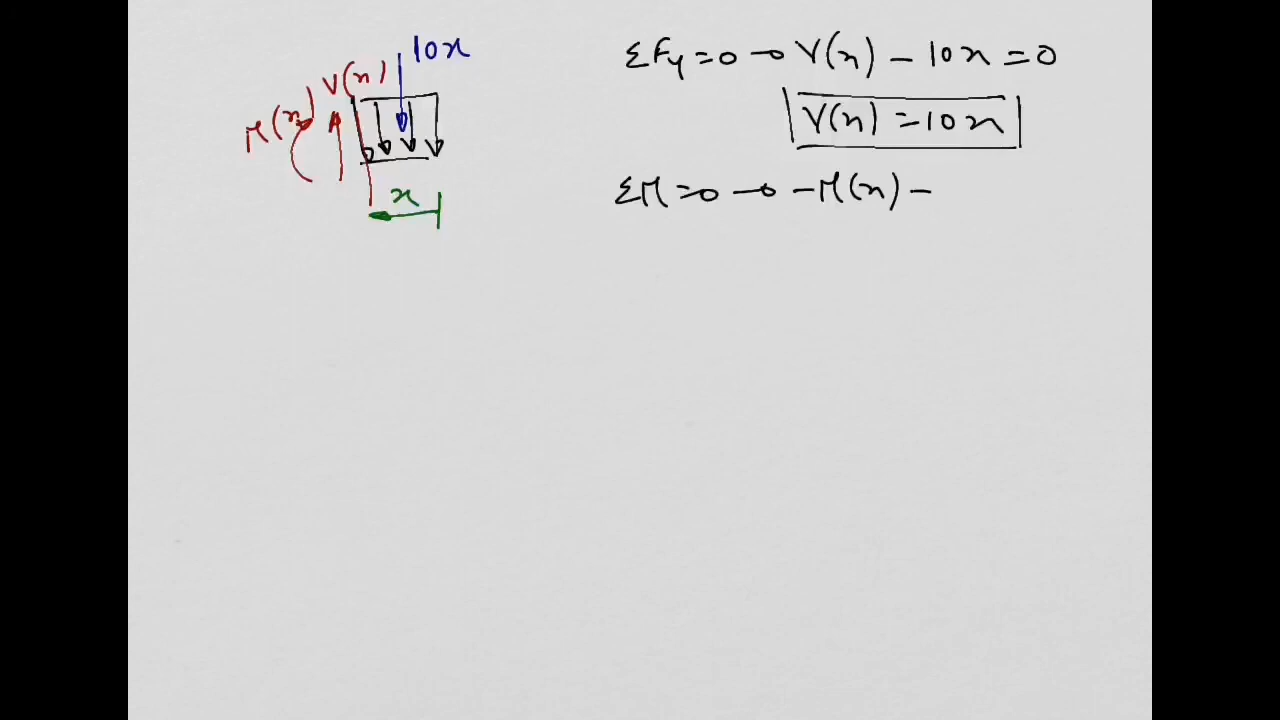 10x
V(x)
M(x)
x
ΣFy=0 → V(x) - 10x = 0
V(x) = 10x
ΣM=0 → -M(x) -